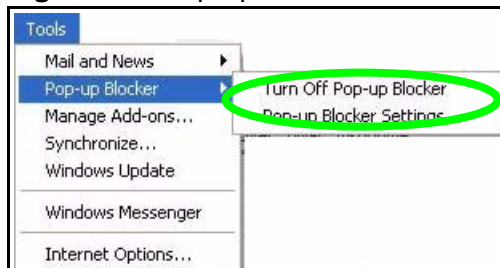 Tools
Mail and News
Pop-up Blocker
Turn Off Pop-up Blocker
Pop-up Blocker Settings
Manage Add-ons...
Synchronize...
Windows Update
Windows Messenger
Internet Options...